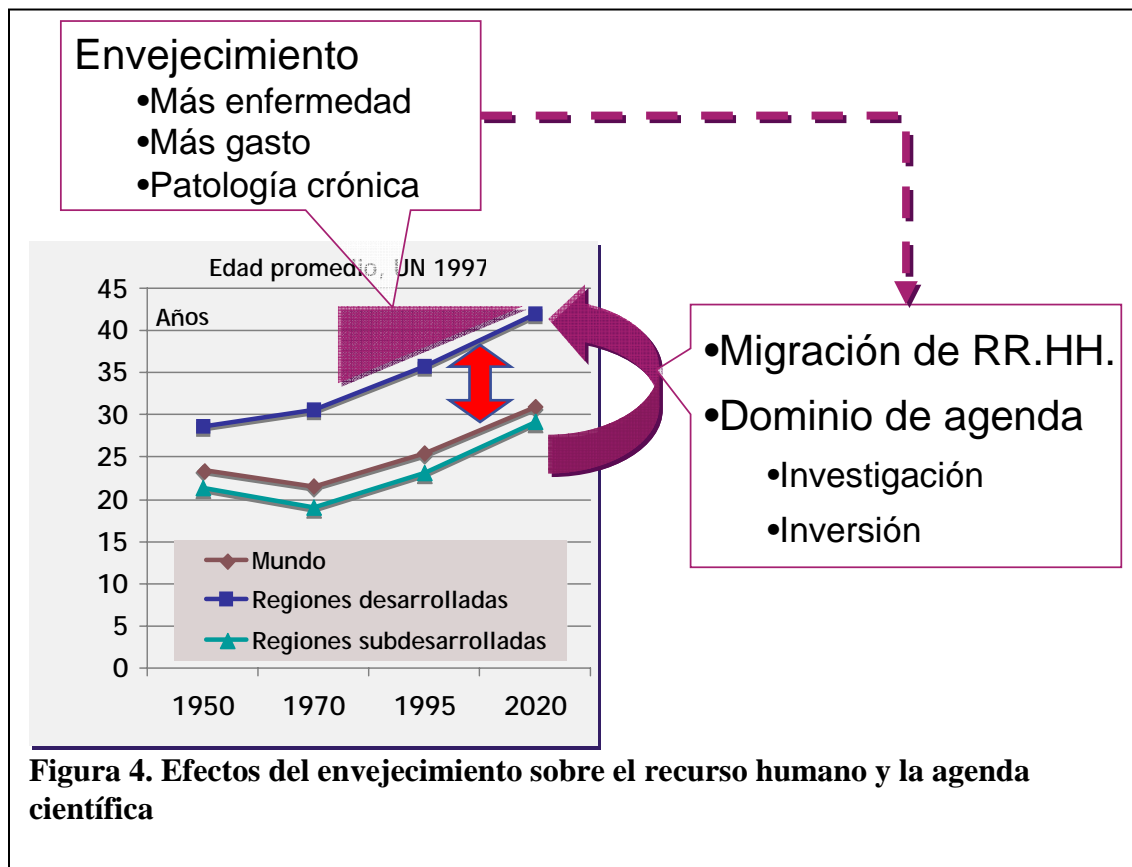 Envejecimiento
•Más enfermedad
•Más gasto
•Patología crónica
Edad promedio, UN 1997
45
Años
40
35
30
25
20
15
10
5
0
Mundo
Regiones desarrolladas
Regiones subdesarrolladas
1950 1970 1995 2020
•Migración de RR.HH.
•Dominio de agenda
•Investigación
•Inversión
Figura 4. Efectos del envejecimiento sobre el recurso humano y la agenda
científica